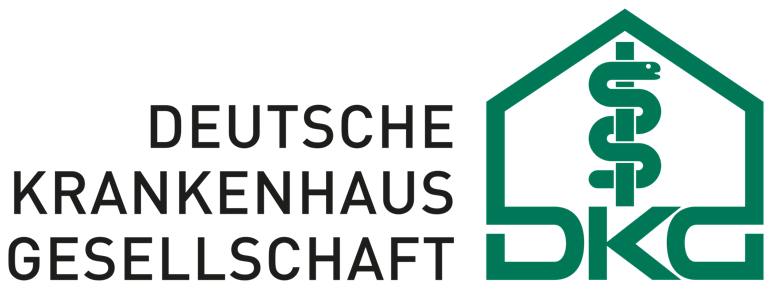 DEUTSCHE
KRANKENHAUS
GESELLSCHAFT
DKG